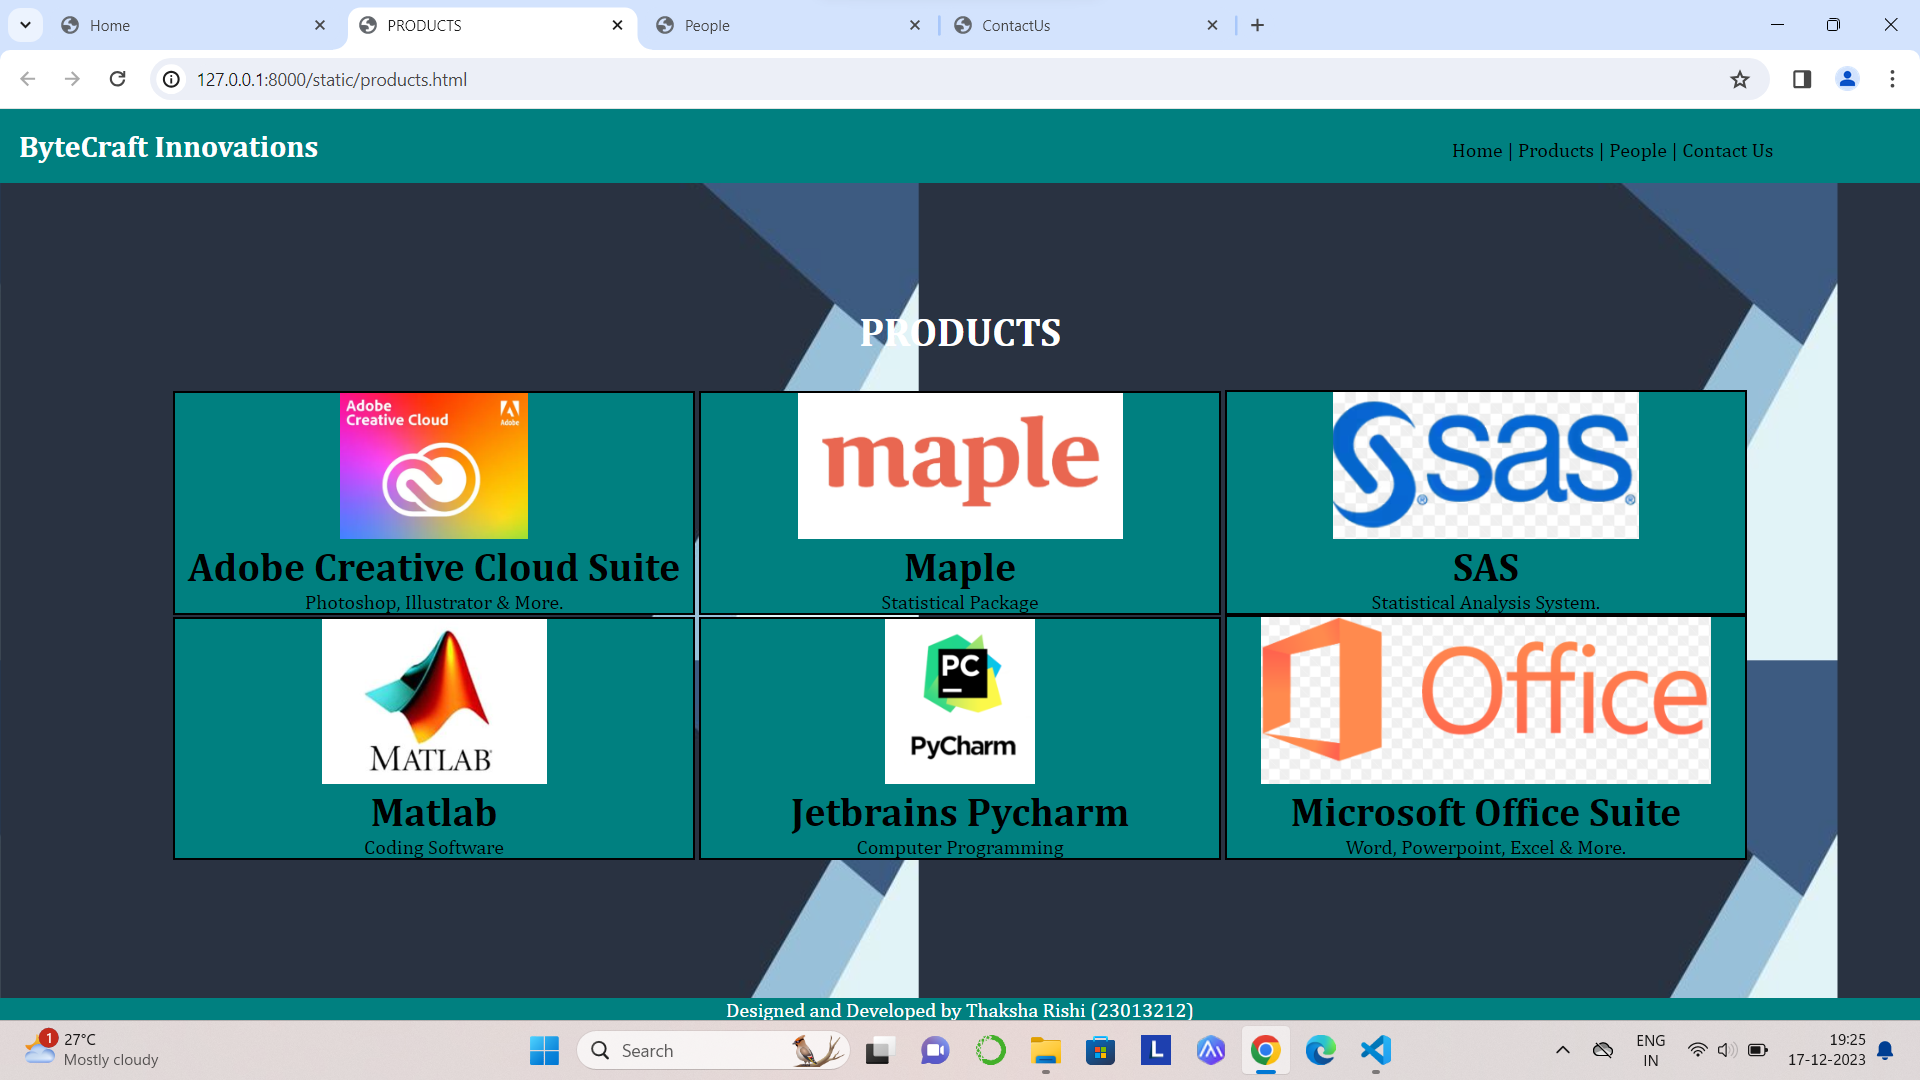 Home
PRODUCTS
People
ContactUs
127.0.0.1:8000/static/products.html
ByteCraft Innovations
Home | Products | People | Contact Us
PRODUCTS
Adobe
Creative Cloud
Adobe
maple
sas
Adobe Creative Cloud Suite
Photoshop, Illustrator & More.
Maple
Statistical Package
SAS
Statistical Analysis System.
MATLAB
PC
PyCharm
Office
Matlab
Coding Software
Jetbrains Pycharm
Computer Programming
Microsoft Office Suite
Word, Powerpoint, Excel & More.
Designed and Developed by Thaksha Rishi (23013212)
1
27°C
Mostly cloudy
Search
L
ENG
IN
19:25
17-12-2023